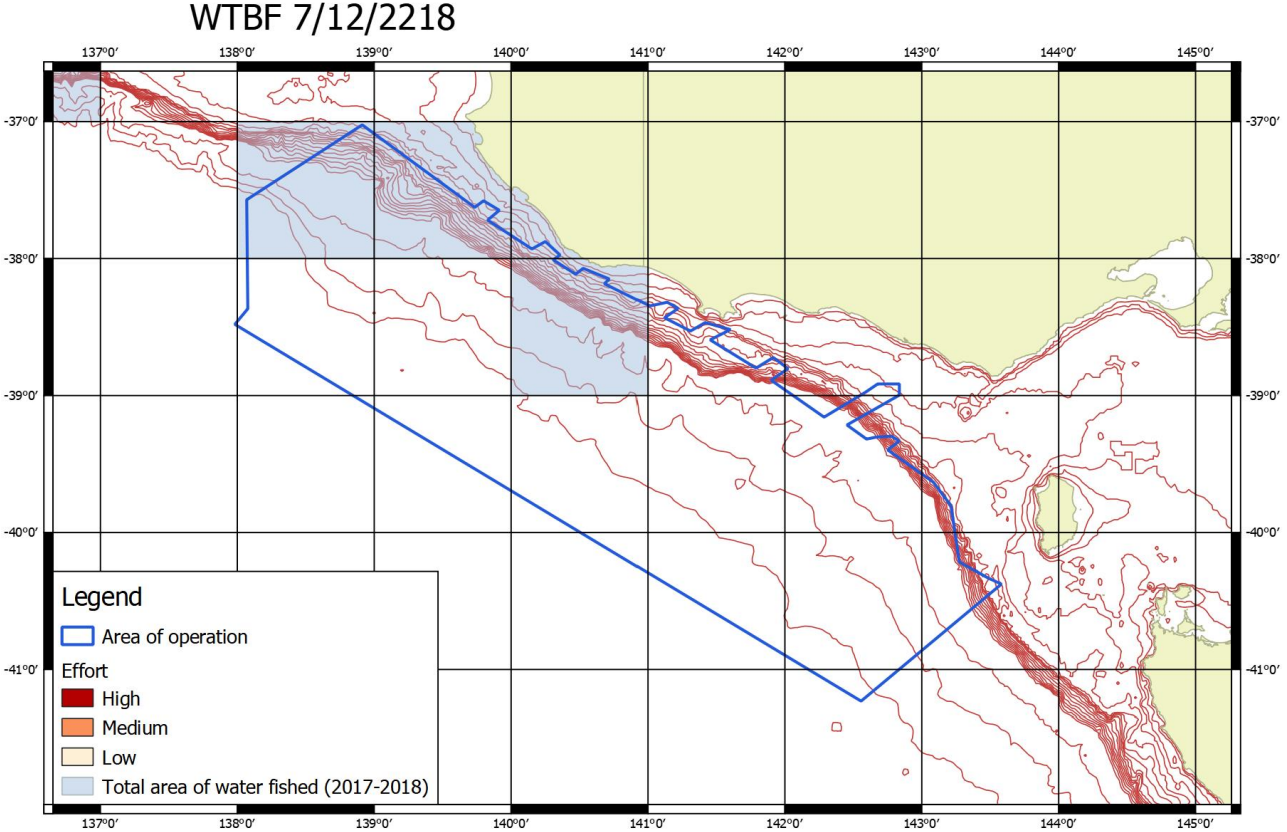 WTBF 7/12/2218
137°0' 138°0' 139°0' 140°0' 141°0' 142°0' 143°0' 144°0' 145°0'
-37°0' -37°0'
-38°0' -38°0'
-39°0' -39°0'
-40°0' -40°0'
Legend
Area of operation
Effort
-41°0' -41°0'
High
Medium
Low
Total area of water fished (2017-2018)
137°0' 138°0' 139°0' 140°0' 141°0' 142°0' 143°0' 144°0' 145°0'